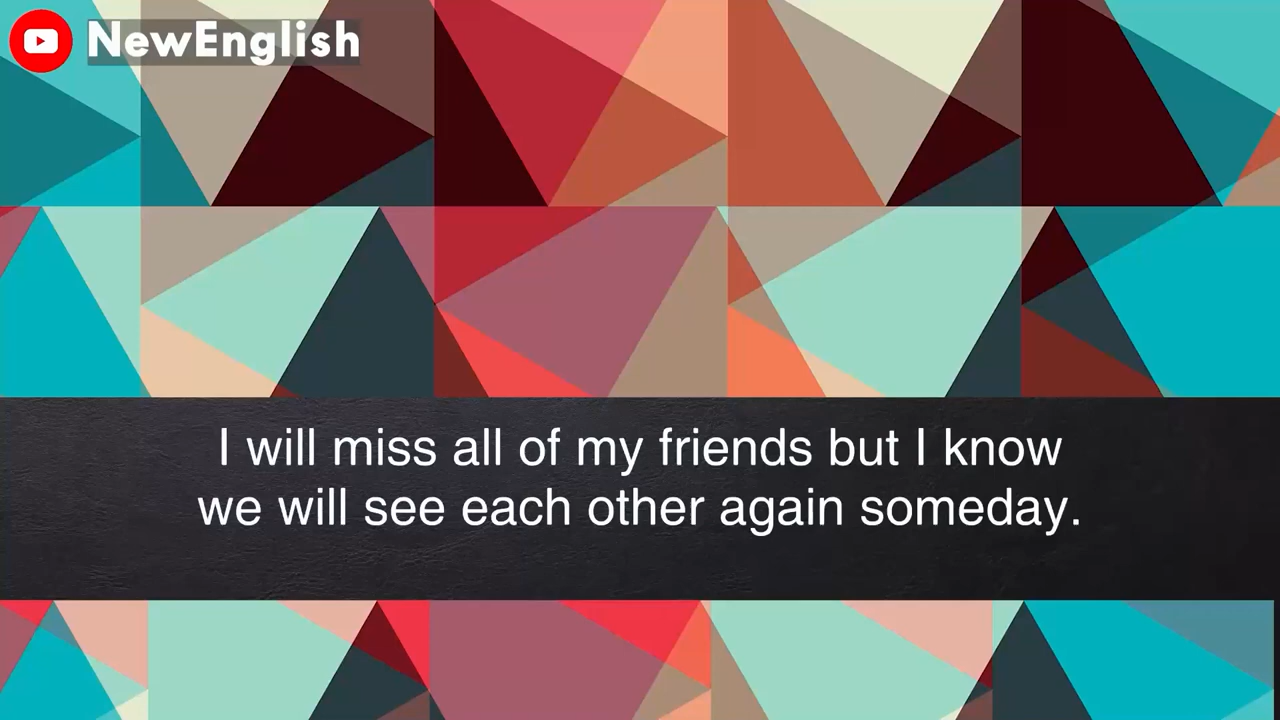 NewEnglish
I will miss all of my friends but I know
we will see each other again someday.